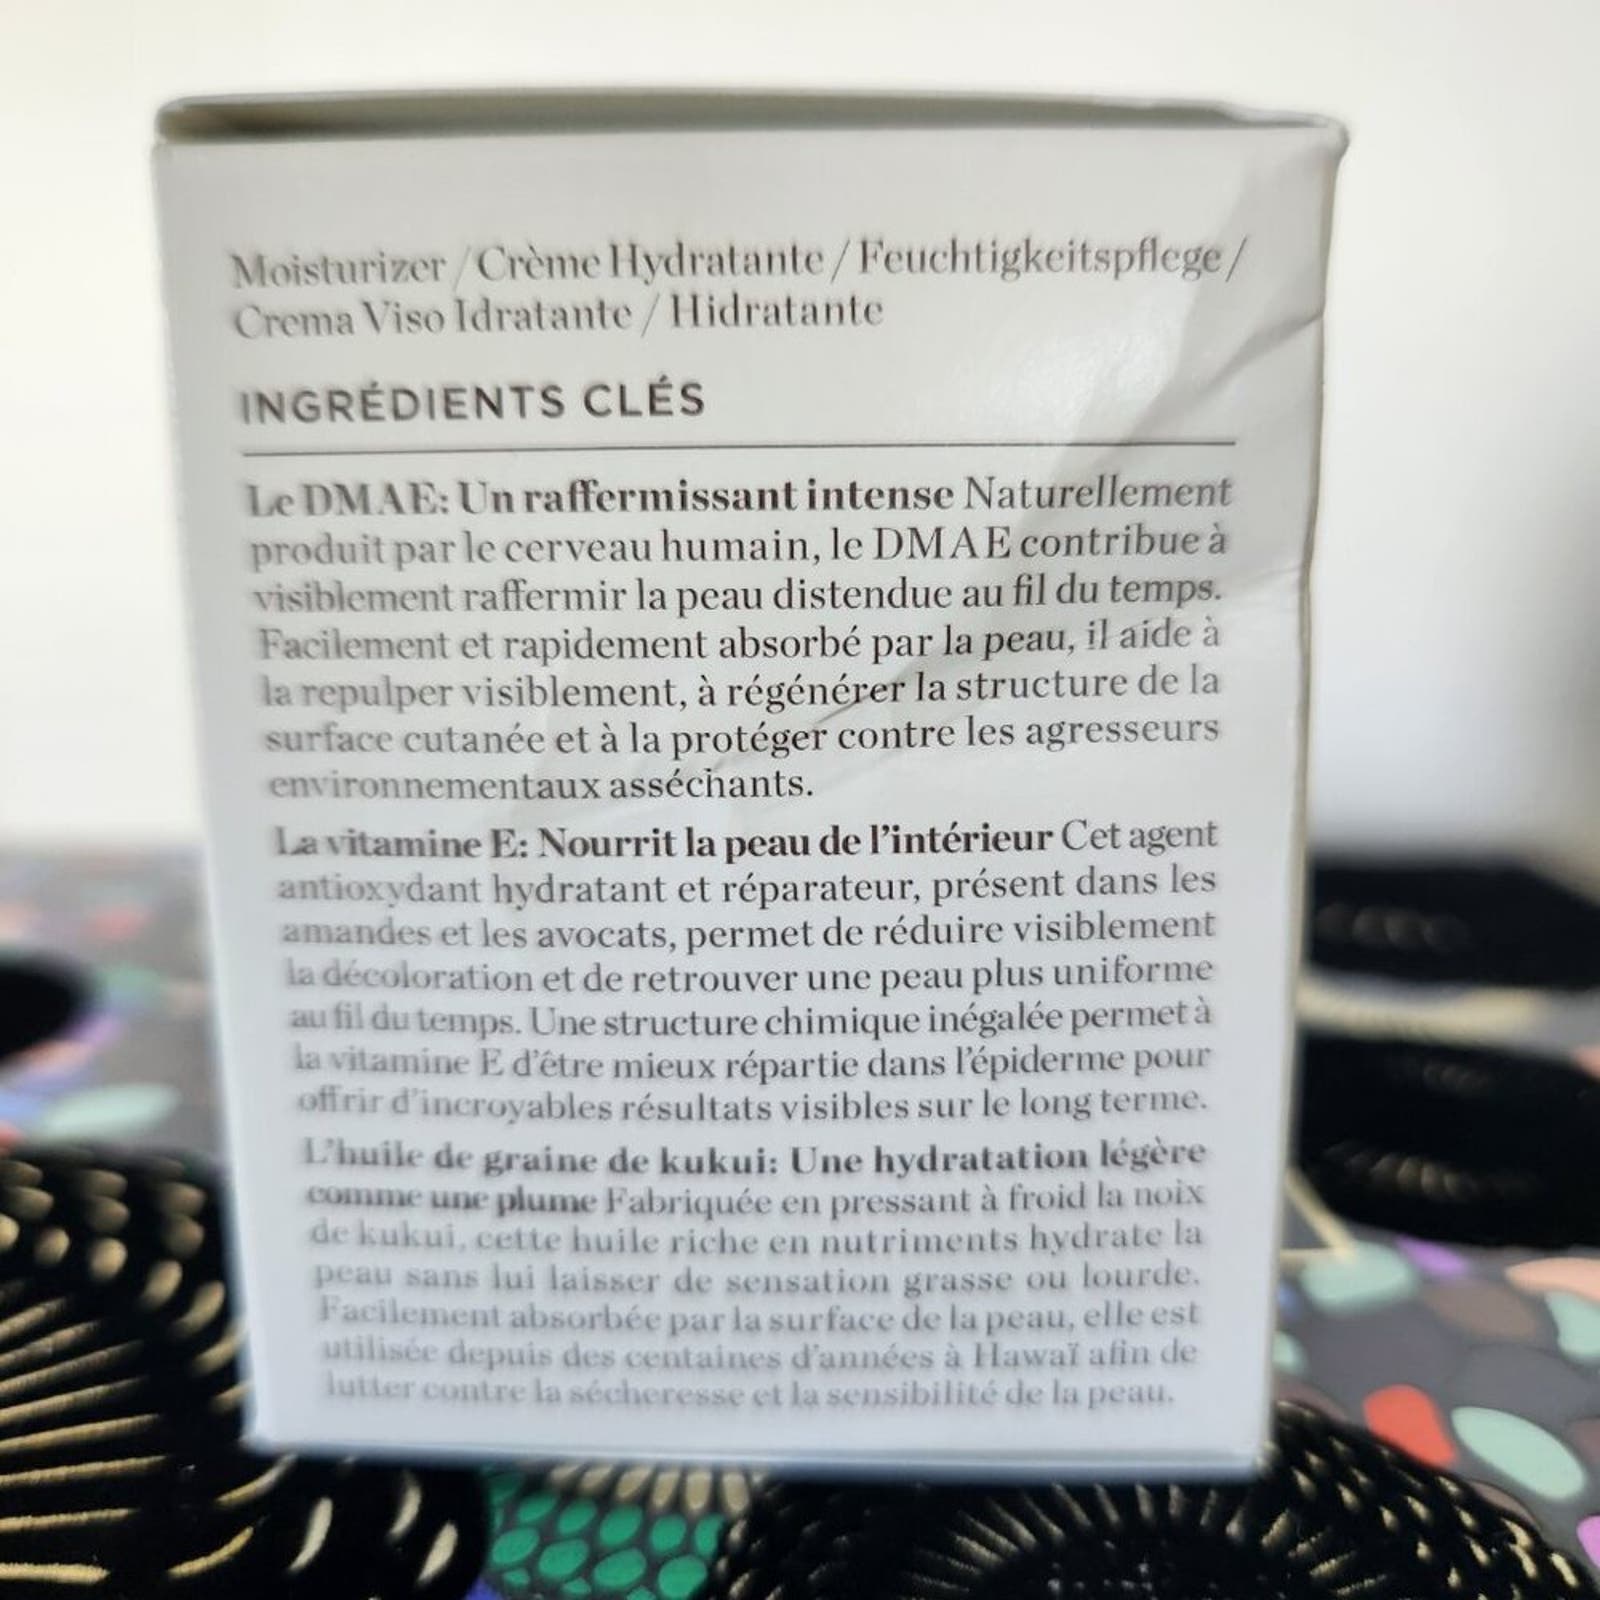 Moisturizer / Crème Hydratante / Feuchtigkeitspflege /
Crema Viso Idratante / Hidratante
INGRÉDIENTS CLÉS
Le DMAE: Un raffermissant intense Naturellement
produit par le cerveau humain, le DMAE contribue à
visiblement raffermir la peau distendue au fil du temps.
Facilement et rapidement absorbé par la peau, il aide à
la repulper visiblement, à régénérer la structure de la
surface cutanée et à la protéger contre les agresseurs
environnementaux asséchants.
La vitamine E: Nourrit la peau de l'intérieur Cet agent
antioxydant hydratant et réparateur, présent dans les
amandes et les avocats, permet de réduire visiblement
la décoloration et de retrouver une peau plus uniforme
au fil du temps. Une structure chimique inégalée permet à
la vitamine E d'être mieux répartie dans l'épiderme pour
offrir d'incroyables résultats visibles sur le long terme.
L'huile de graine de kukui: Une hydratation légère
comme une plume Fabriquée en pressant à froid la noix
de kukui, cette huile riche en nutriments hydrate la
peau sans lui laisser de sensation grasse ou lourde.
Facilement absorbée par la surface de la peau, elle est
utilisée depuis des centaines d'années à Hawaï afin de
lutter contre la sécheresse et la sensibilité de la peau.